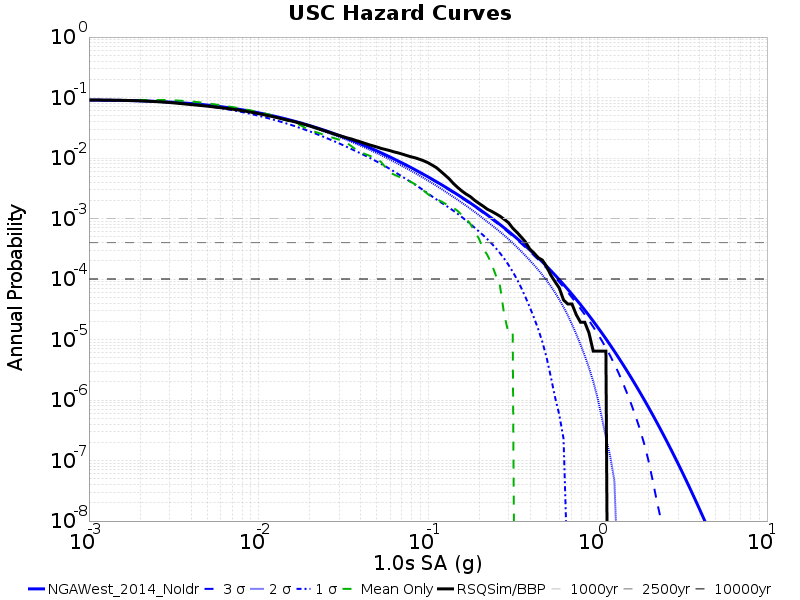 USC Hazard Curves
10^0
10^-1
10^-2
10^-3
10^-4
10^-5
10^-6
10^-7
10^-8
Annual Probability
10^-3 10^-2 10^-1 10^0 10^1
1.0s SA (g)
NGAWest_2014_NoIdr 3 σ 2 σ 1 σ Mean Only RSQSim/BBP 1000yr 2500yr 10000yr